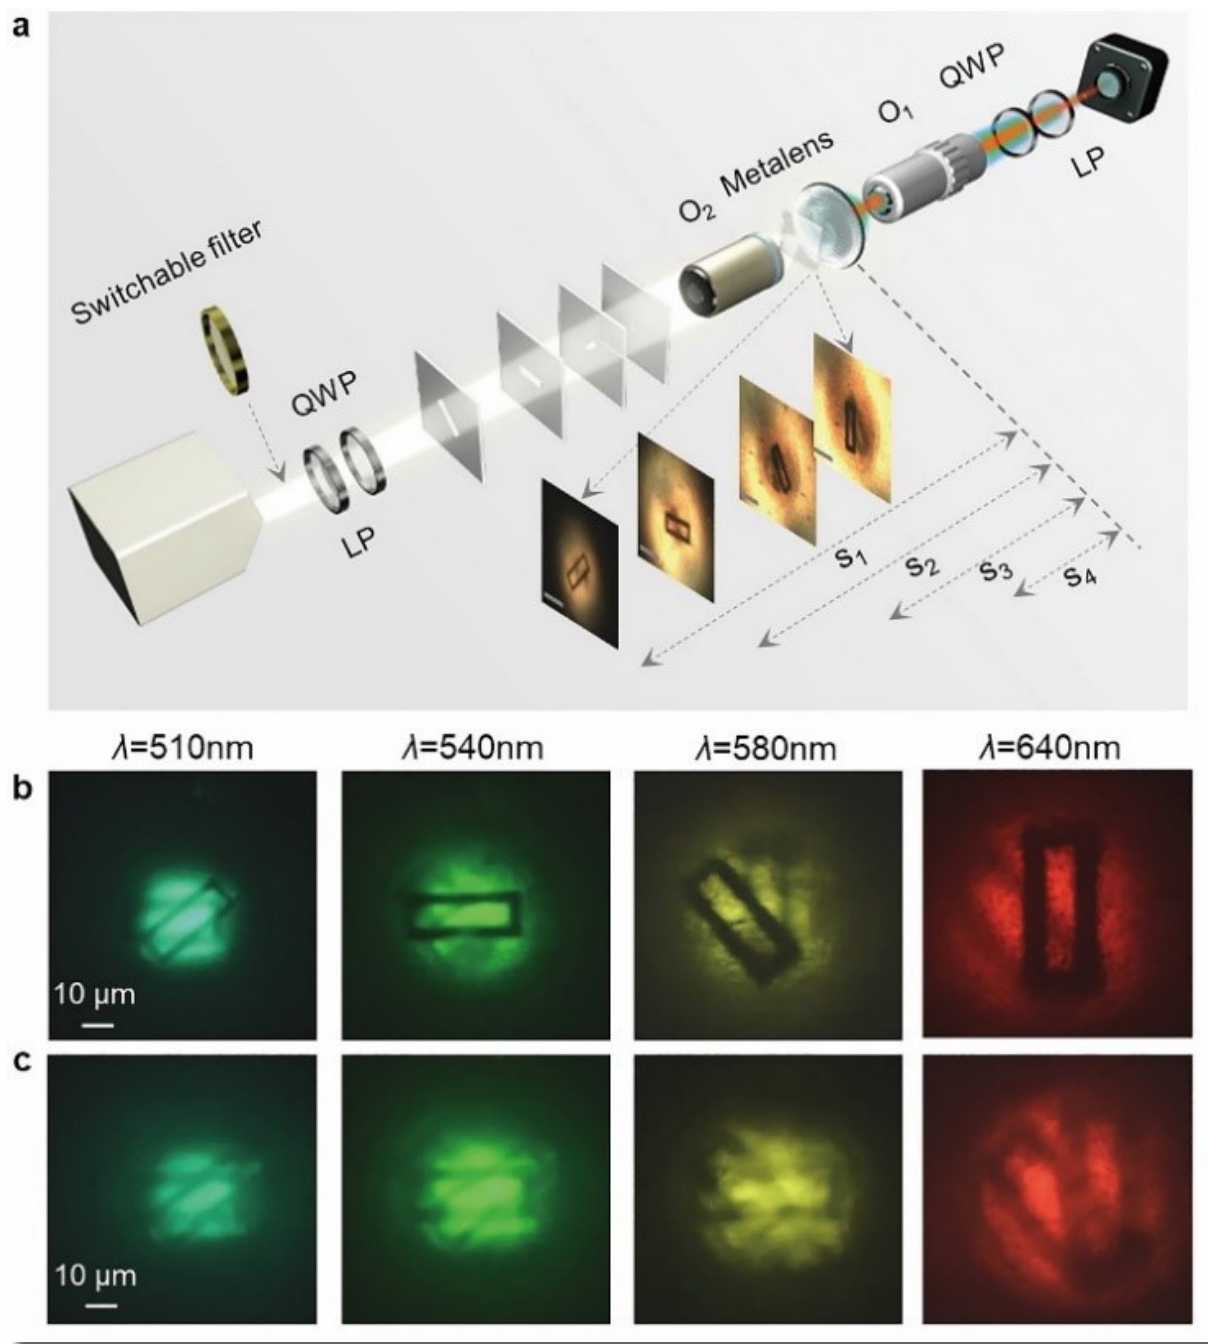 a
QWP
O₁
LP
Metalens
O₂
Switchable filter
QWP
LP
s₁
s₂
s₃
s₄
λ=510nm
λ=540nm
λ=580nm
λ=640nm
b
10 μm
c
10 μm